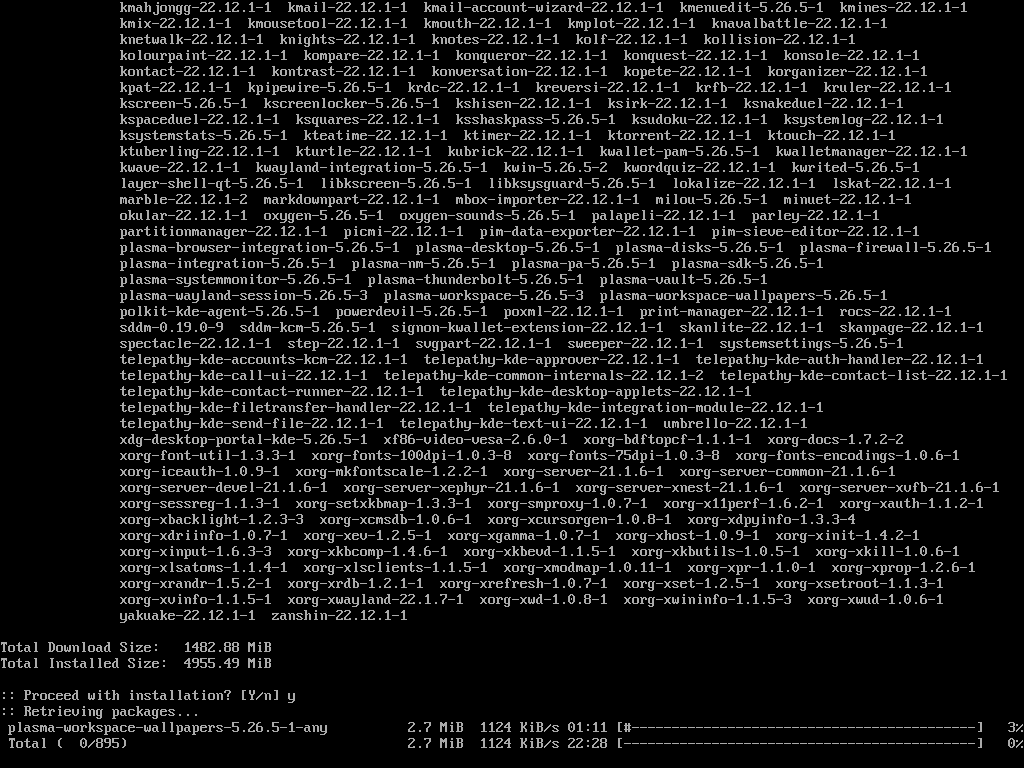 kmahjongg-22.12.1-1  kmail-22.12.1-1  kmail-account-wizard-22.12.1-1  kmenuedit-5.26.5-1  kmines-22.12.1-1
kmix-22.12.1-1  kmousetool-22.12.1-1  kmouth-22.12.1-1  kmplot-22.12.1-1  knavalbattle-22.12.1-1
knetwalk-22.12.1-1  knights-22.12.1-1  knotes-22.12.1-1  kolf-22.12.1-1  kollision-22.12.1-1
kolourpaint-22.12.1-1  kompare-22.12.1-1  konqueror-22.12.1-1  konquest-22.12.1-1  konsole-22.12.1-1
kontact-22.12.1-1  kontrast-22.12.1-1  konversation-22.12.1-1  kopete-22.12.1-1  korganizer-22.12.1-1
kpat-22.12.1-1  kpipewire-5.26.5-1  krdc-22.12.1-1  kreversi-22.12.1-1  krfb-22.12.1-1  kruler-22.12.1-1
kscreen-5.26.5-1  kscreenlocker-5.26.5-1  kshisen-22.12.1-1  ksirk-22.12.1-1  ksnakeduel-22.12.1-1
kspaceduel-22.12.1-1  ksquares-22.12.1-1  ksshaskpass-5.26.5-1  ksudoku-22.12.1-1  ksystemlog-22.12.1-1
ksystemstats-5.26.5-1  kteatime-22.12.1-1  ktimer-22.12.1-1  ktorrent-22.12.1-1  ktouch-22.12.1-1
ktuberling-22.12.1-1  kturtle-22.12.1-1  kubrick-22.12.1-1  kwallet-pam-5.26.5-1  kwalletmanager-22.12.1-1
kwave-22.12.1-1  kwayland-integration-5.26.5-1  kwin-5.26.5-2  kwordquiz-22.12.1-1  kwrited-5.26.5-1
layer-shell-qt-5.26.5-1  libkscreen-5.26.5-1  libksysguard-5.26.5-1  lokalize-22.12.1-1  lskat-22.12.1-1
marble-22.12.1-2  markdownpart-22.12.1-1  mbox-importer-22.12.1-1  milou-5.26.5-1  minuet-22.12.1-1
okular-22.12.1-1  oxygen-5.26.5-1  oxygen-sounds-5.26.5-1  palapeli-22.12.1-1  parley-22.12.1-1
partitionmanager-22.12.1-1  picmi-22.12.1-1  pim-data-exporter-22.12.1-1  pim-sieve-editor-22.12.1-1
plasma-browser-integration-5.26.5-1  plasma-desktop-5.26.5-1  plasma-disks-5.26.5-1  plasma-firewall-5.26.5-1
plasma-integration-5.26.5-1  plasma-nm-5.26.5-1  plasma-pa-5.26.5-1  plasma-sdk-5.26.5-1
plasma-systemmonitor-5.26.5-1  plasma-thunderbolt-5.26.5-1  plasma-vault-5.26.5-1
plasma-wayland-session-5.26.5-3  plasma-workspace-5.26.5-3  plasma-workspace-wallpapers-5.26.5-1
polkit-kde-agent-5.26.5-1  powerdevil-5.26.5-1  poxml-22.12.1-1  print-manager-22.12.1-1  rocs-22.12.1-1
sddm-0.19.0-9  sddm-kcm-5.26.5-1  signon-kwallet-extension-22.12.1-1  skanlite-22.12.1-1  skanpage-22.12.1-1
spectacle-22.12.1-1  step-22.12.1-1  svgpart-22.12.1-1  sweeper-22.12.1-1  systemsettings-5.26.5-1
telepathy-kde-accounts-kcm-22.12.1-1  telepathy-kde-approver-22.12.1-1  telepathy-kde-auth-handler-22.12.1-1
telepathy-kde-call-ui-22.12.1-1  telepathy-kde-common-internals-22.12.1-2  telepathy-kde-contact-list-22.12.1-1
telepathy-kde-contact-runner-22.12.1-1  telepathy-kde-desktop-applets-22.12.1-1
telepathy-kde-filetransfer-handler-22.12.1-1  telepathy-kde-integration-module-22.12.1-1
telepathy-kde-send-file-22.12.1-1  telepathy-kde-text-ui-22.12.1-1  umbrello-22.12.1-1
xdg-desktop-portal-kde-5.26.5-1  xf86-video-vesa-2.6.0-1  xorg-bdftopcf-1.1.1-1  xorg-docs-1.7.2-2
xorg-font-util-1.3.3-1  xorg-fonts-100dpi-1.0.3-8  xorg-fonts-75dpi-1.0.3-8  xorg-fonts-encodings-1.0.6-1
xorg-iceauth-1.0.9-1  xorg-mkfontscale-1.2.2-1  xorg-server-21.1.6-1  xorg-server-common-21.1.6-1
xorg-server-devel-21.1.6-1  xorg-server-xephyr-21.1.6-1  xorg-server-xnest-21.1.6-1  xorg-server-xvfb-21.1.6-1
xorg-sessreg-1.1.3-1  xorg-setxkbmap-1.3.3-1  xorg-smproxy-1.0.7-1  xorg-x11perf-1.6.2-1  xorg-xauth-1.1.2-1
xorg-xbacklight-1.2.3-3  xorg-xcmsdb-1.0.6-1  xorg-xcursorgen-1.0.8-1  xorg-xdpyinfo-1.3.3-4
xorg-xdriinfo-1.0.7-1  xorg-xev-1.2.5-1  xorg-xgamma-1.0.7-1  xorg-xhost-1.0.9-1  xorg-xinit-1.4.2-1
xorg-xinput-1.6.3-3  xorg-xkbcomp-1.4.6-1  xorg-xkbevd-1.1.5-1  xorg-xkbutils-1.0.5-1  xorg-xkill-1.0.6-1
xorg-xlsatoms-1.1.4-1  xorg-xlsclients-1.1.5-1  xorg-xmodmap-1.0.11-1  xorg-xpr-1.1.0-1  xorg-xprop-1.2.6-1
xorg-xrandr-1.5.2-1  xorg-xrdb-1.2.1-1  xorg-xrefresh-1.0.7-1  xorg-xset-1.2.5-1  xorg-xsetroot-1.1.3-1
xorg-xvinfo-1.1.5-1  xorg-xwayland-22.1.7-1  xorg-xwd-1.0.8-1  xorg-xwininfo-1.1.5-3  xorg-xwud-1.0.6-1
yakuake-22.12.1-1  zanshin-22.12.1-1
Total Download Size:   1482.88 MiB
Total Installed Size:  4955.49 MiB
:: Proceed with installation? [Y/n] y
:: Retrieving packages...
plasma-workspace-wallpapers-5.26.5-1-any          2.7 MiB  1124 KiB/s 01:11 [#-------------------------------------------]   3%
Total (  0/895)                                   2.7 MiB  1124 KiB/s 22:28 [--------------------------------------------]   0%